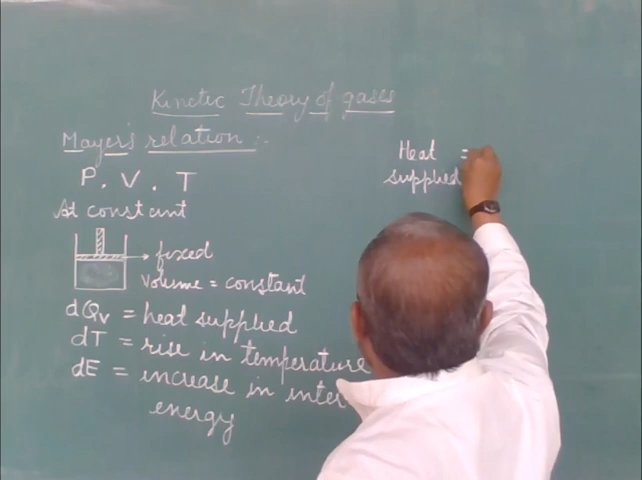 Kinetic Theory of gases
Mayer's relation :-
P. V. T
At constant
fixed
Volume = constant
dQv = heat supplied
dT = rise in temperature
dE = increase in inter
energy
Heat =
supplied